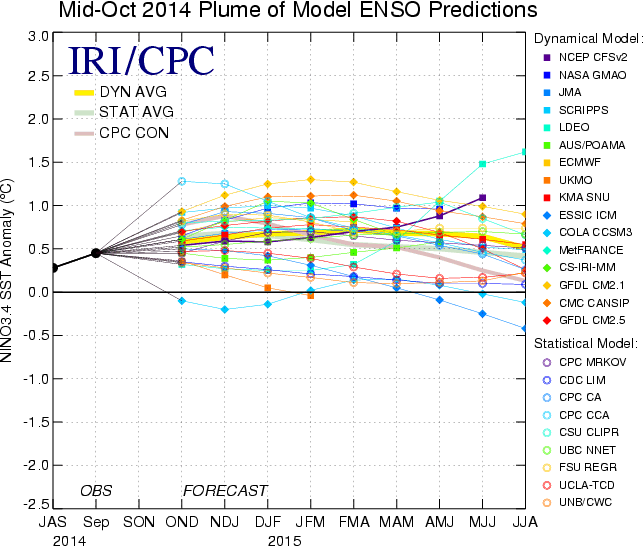 Mid-Oct 2014 Plume of Model ENSO Predictions
IRI/CPC
DYN AVG
STAT AVG
CPC CON
NINO3.4 SST Anomaly (ºC)
3.0
2.5
2.0
1.5
1.0
0.5
0.0
-0.5
-1.0
-1.5
-2.0
-2.5
OBS FORECAST
JAS Sep SON OND NDJ DJF JFM FMA MAM AMJ MJJ JJA
2014 2015
Dynamical Model:
NCEP CFSv2
NASA GMAO
JMA
SCRIPPS
LDEO
AUS/POAMA
ECMWF
UKMO
KMA SNU
ESSIC ICM
COLA CCSM3
MetFRANCE
CS-IRI-MM
GFDL CM2.1
CMC CANSIP
GFDL CM2.5
Statistical Model:
CPC MRKOV
CDC LIM
CPC CA
CPC CCA
CSU CLIPR
UBC NNET
FSU REGR
UCLA-TCD
UNB/CWC